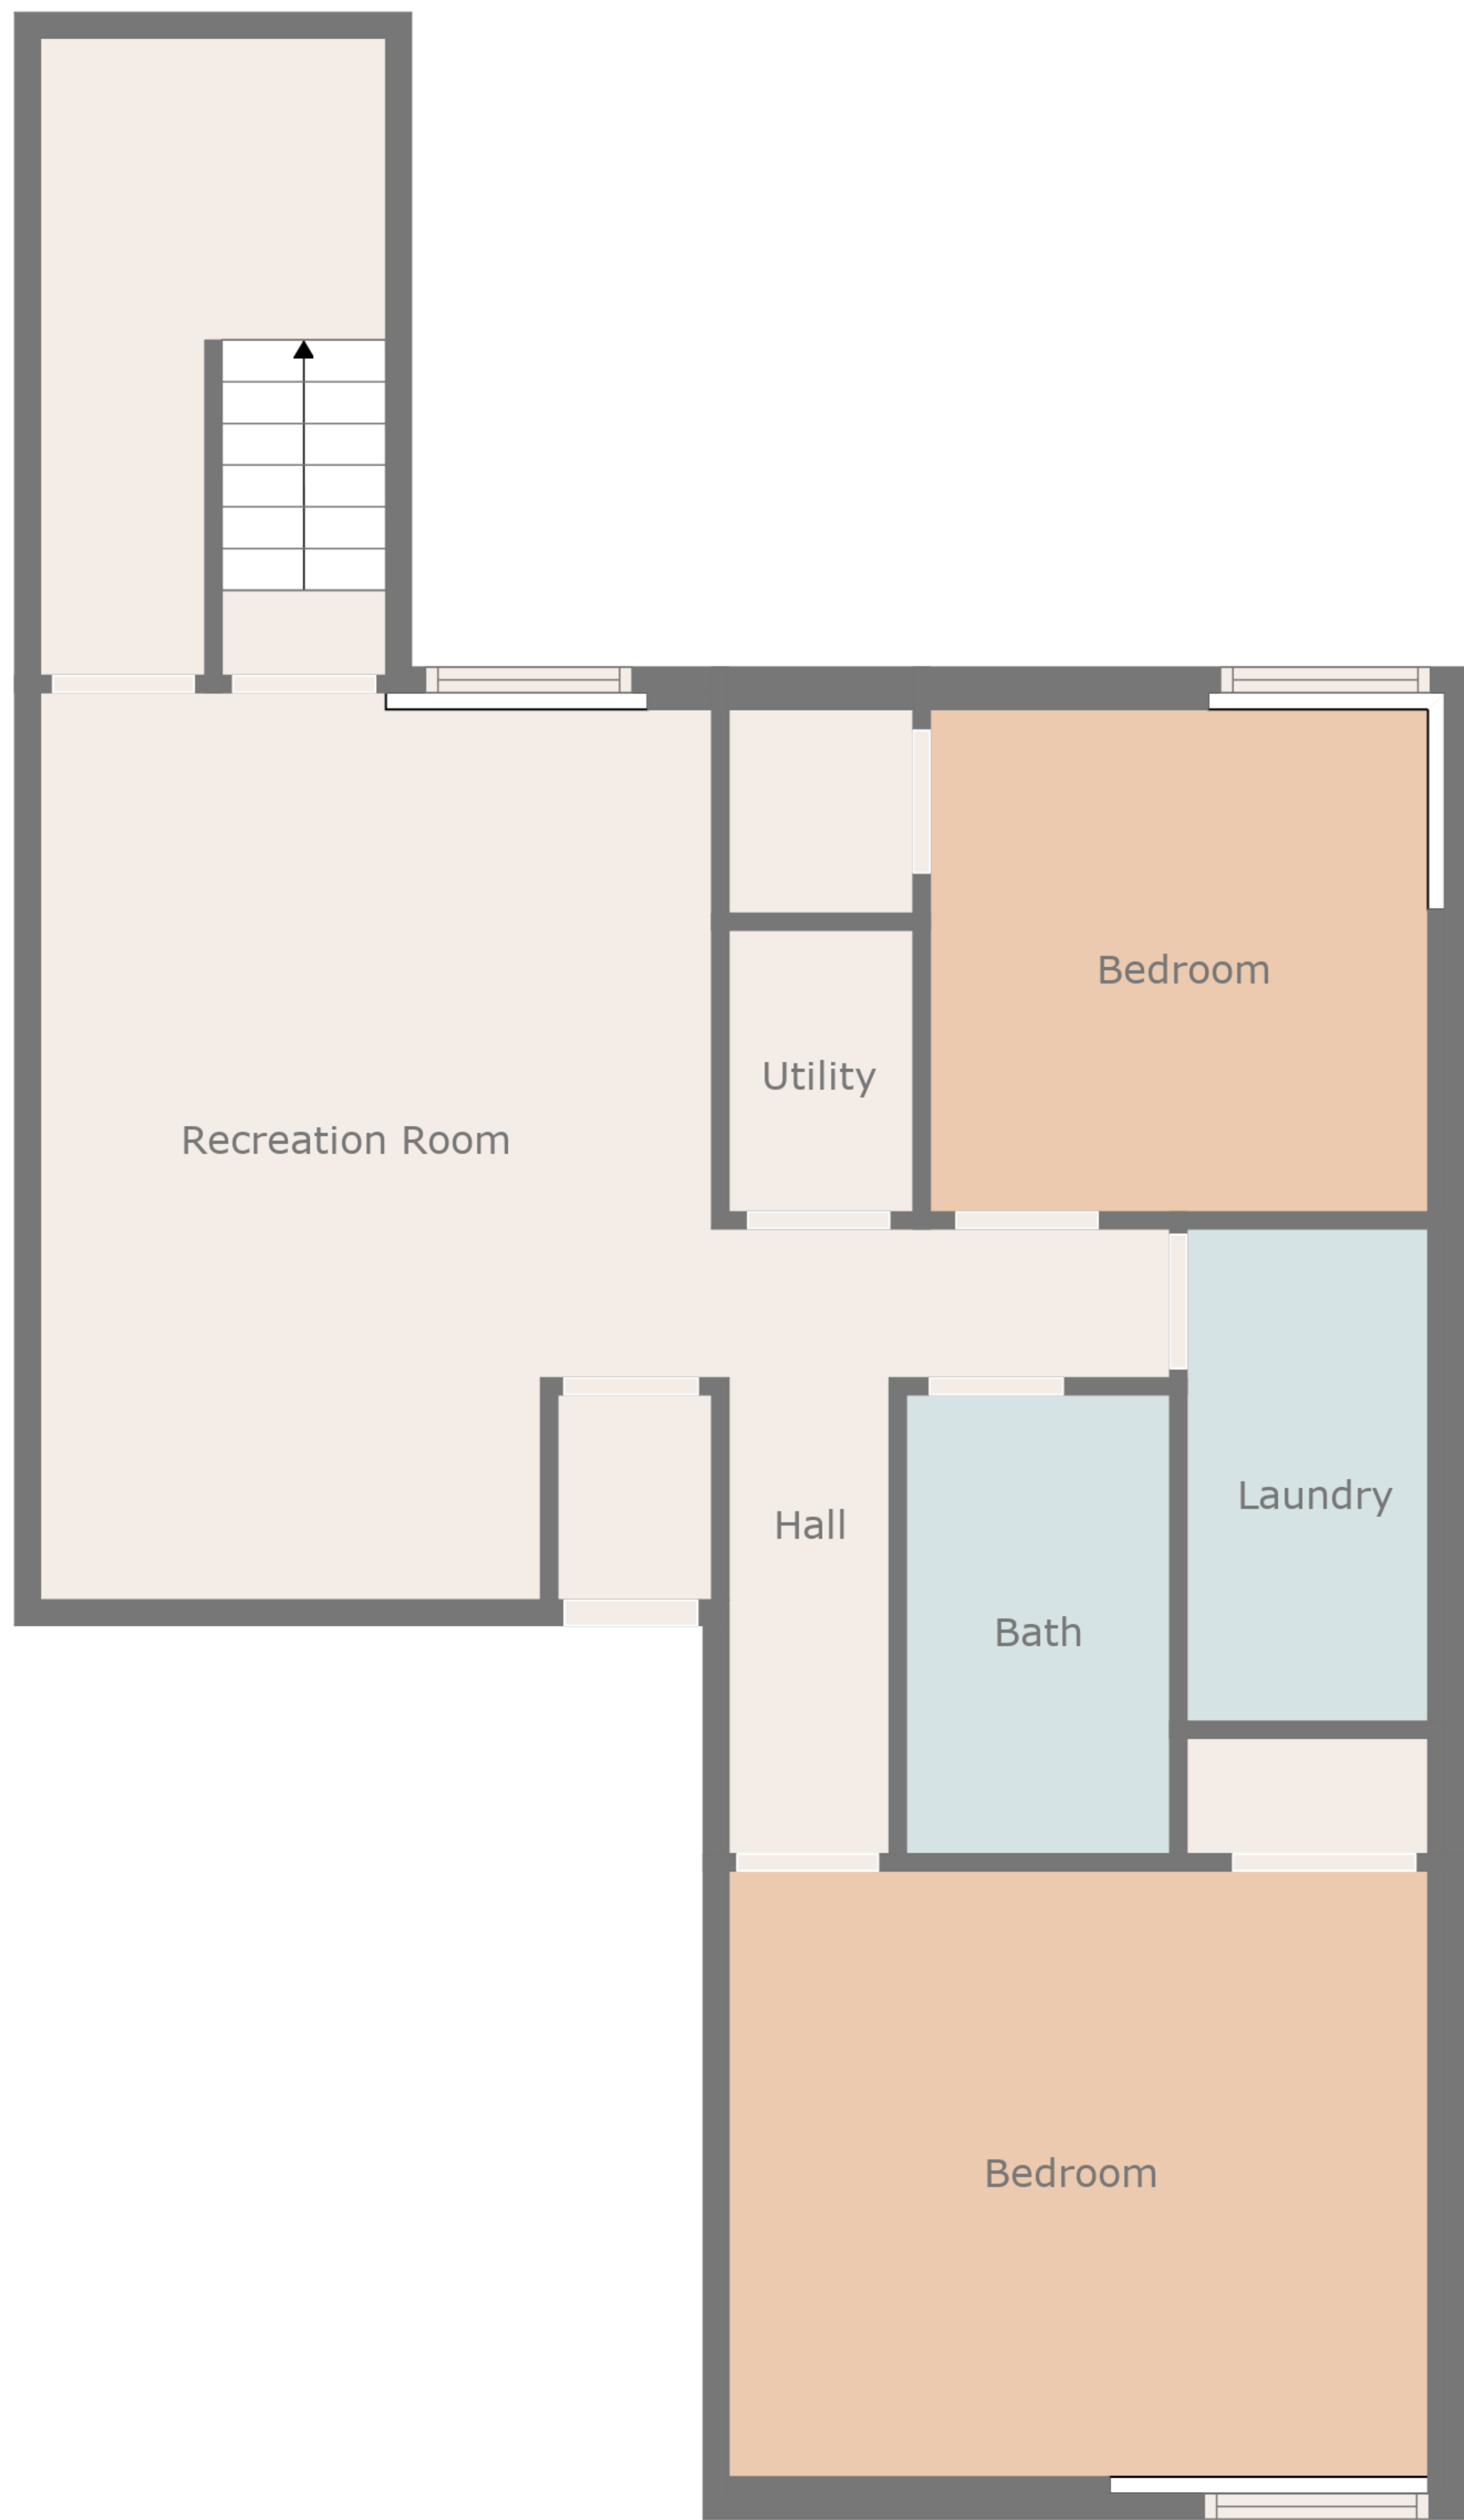 Bedroom
Utility
Recreation Room
Laundry
Hall
Bath
Bedroom